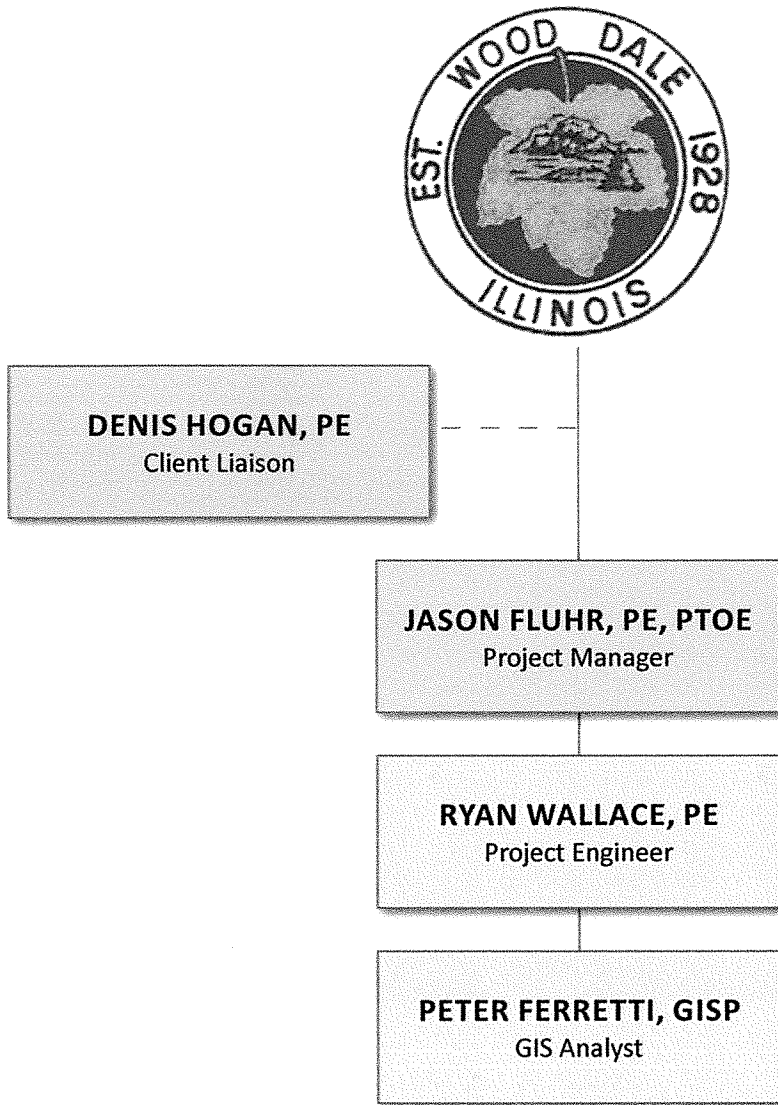 EST. WOOD DALE 1928
ILLINOIS
DENIS HOGAN, PE
Client Liaison
JASON FLUHR, PE, PTOE
Project Manager
RYAN WALLACE, PE
Project Engineer
PETER FERRETTI, GISP
GIS Analyst